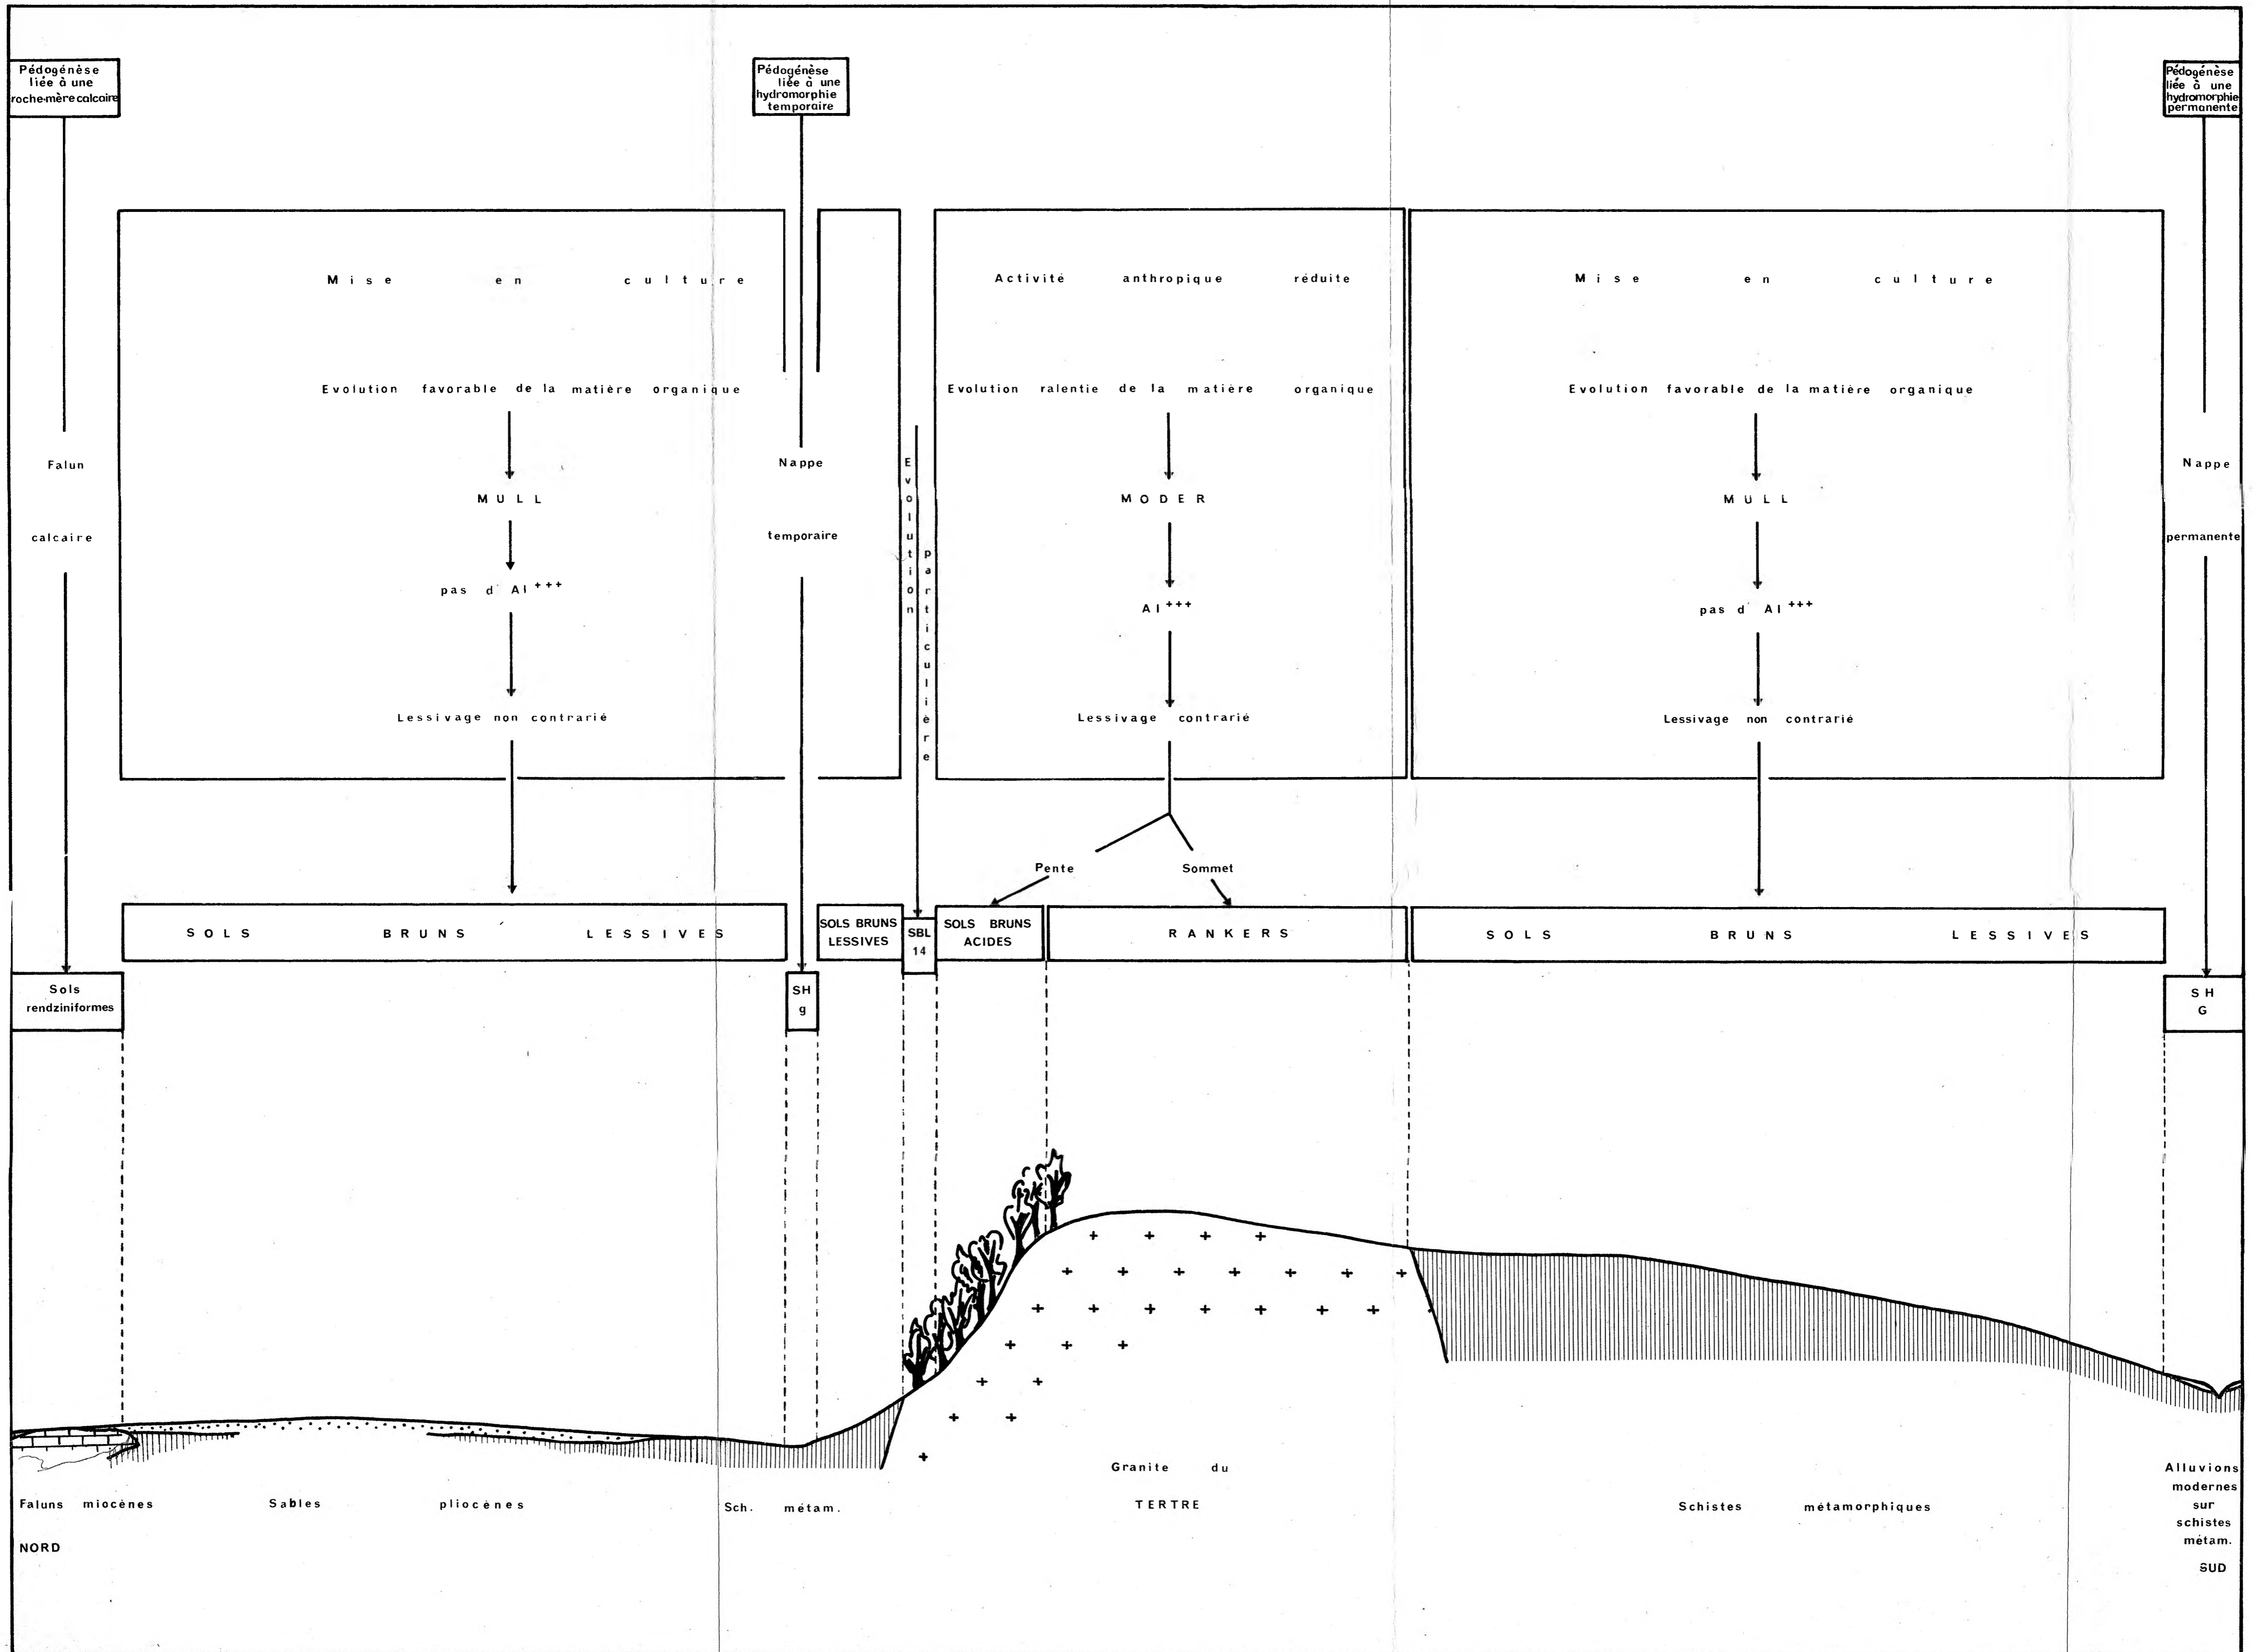 Pédogénèse
liée à une
roche-mère calcaire
Pédogénèse
liée à une
hydromorphie
temporaire
Pédogénèse
liée à une
hydromorphie
permanente
Mise en culture
Activité anthropique réduite
Mise en culture
Evolution favorable de la matière organique
Evolution ralentie de la matière organique
Evolution favorable de la matière organique
Falun
calcaire
MULL
pas d' Al+++
Lessivage non contrarié
Nappe
temporaire
Evolution
particulière
MODER
Al+++
Lessivage contrarié
MULL
pas d' Al+++
Lessivage non contrarié
Nappe
permanente
Pente
Sommet
SOLS BRUNS LESSIVES
SOLS BRUNS
LESSIVES
SBL
14
SOLS BRUNS
ACIDES
RANKERS
SOLS BRUNS LESSIVES
Sols
rendziniformes
SH
g
SH
G
Faluns miocènes
Sables pliocènes
Sch. métam.
Granite du
TERTRE
Schistes métamorphiques
Alluvions
modernes
sur
schistes
métam.
NORD
SUD